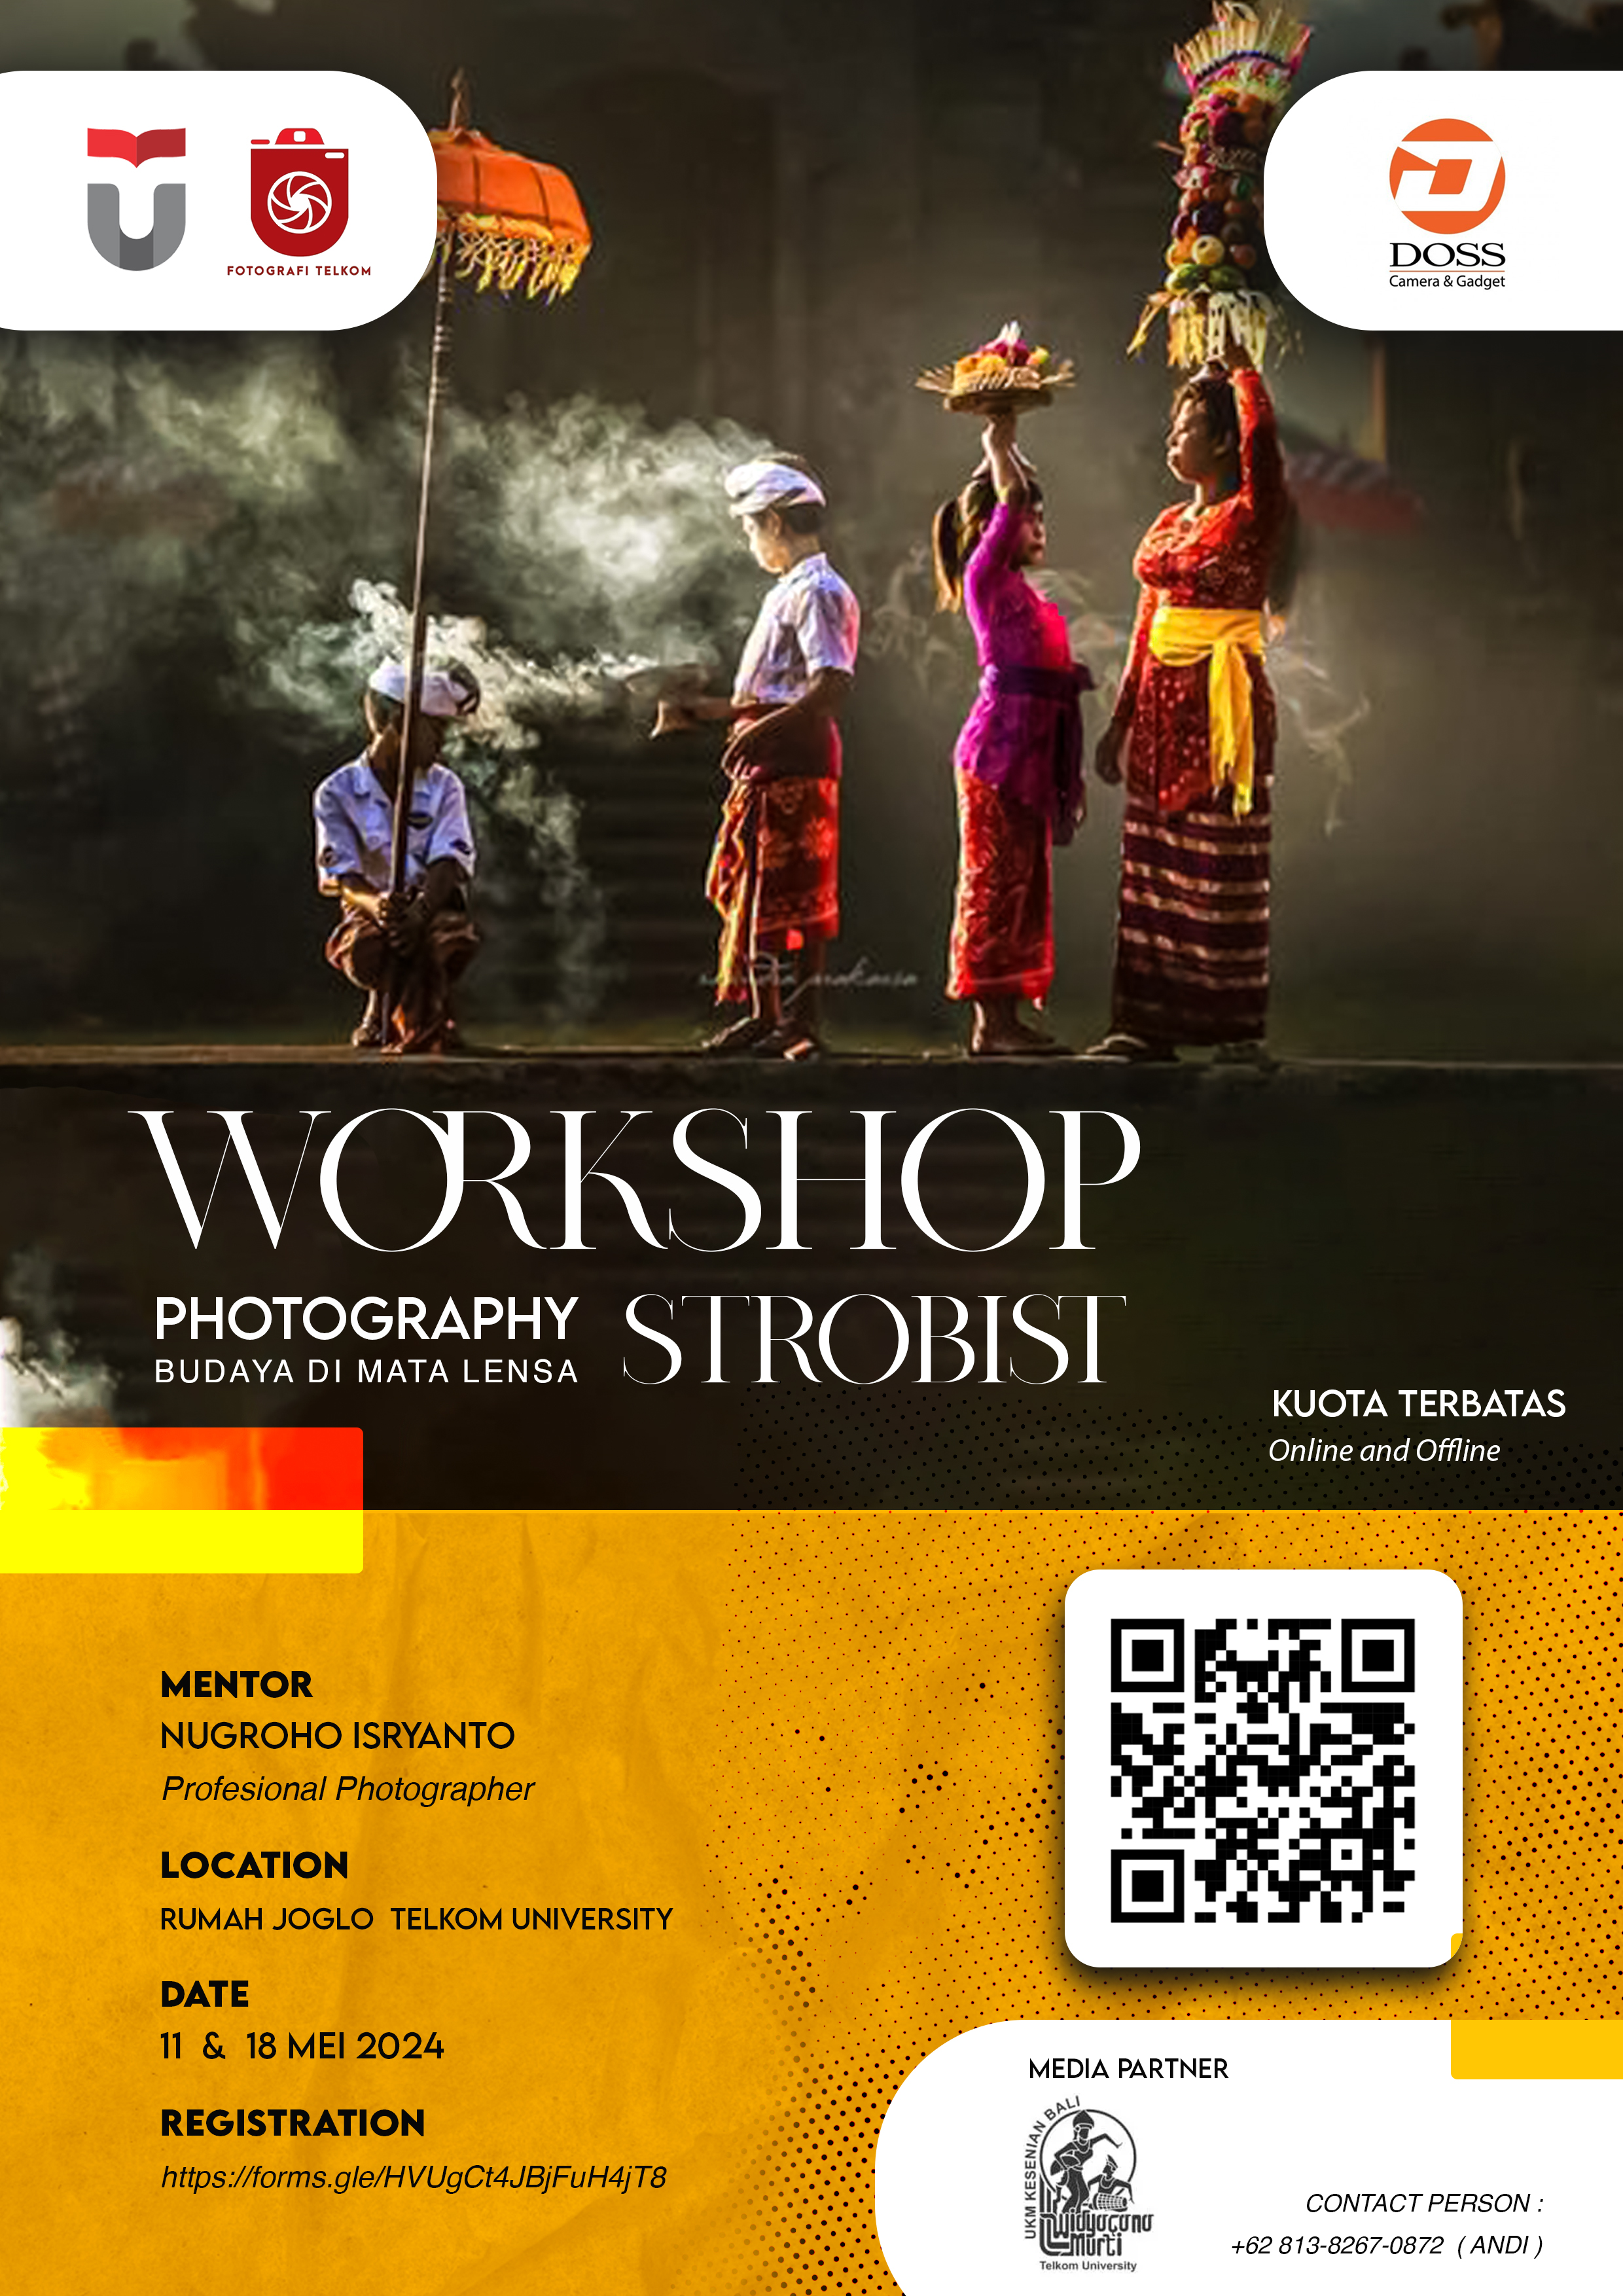 FOTOGRAFI TELKOM
DOSS
Camera & Gadget
WORKSHOP
PHOTOGRAPHY STROBIST
BUDAYA DI MATA LENSA
KUOTA TERBATAS
Online and Offline
MENTOR
NUGROHO ISRYANTO
Profesional Photographer
LOCATION
RUMAH JOGLO TELKOM UNIVERSITY
DATE
11 & 18 MEI 2024
REGISTRATION
https://forms.gle/HVUgCt4JBjFuH4jT8
MEDIA PARTNER
UKM KESENIAN BALI
Widyacana
Murti
Telkom University
CONTACT PERSON :
+62 813-8267-0872 ( ANDI )